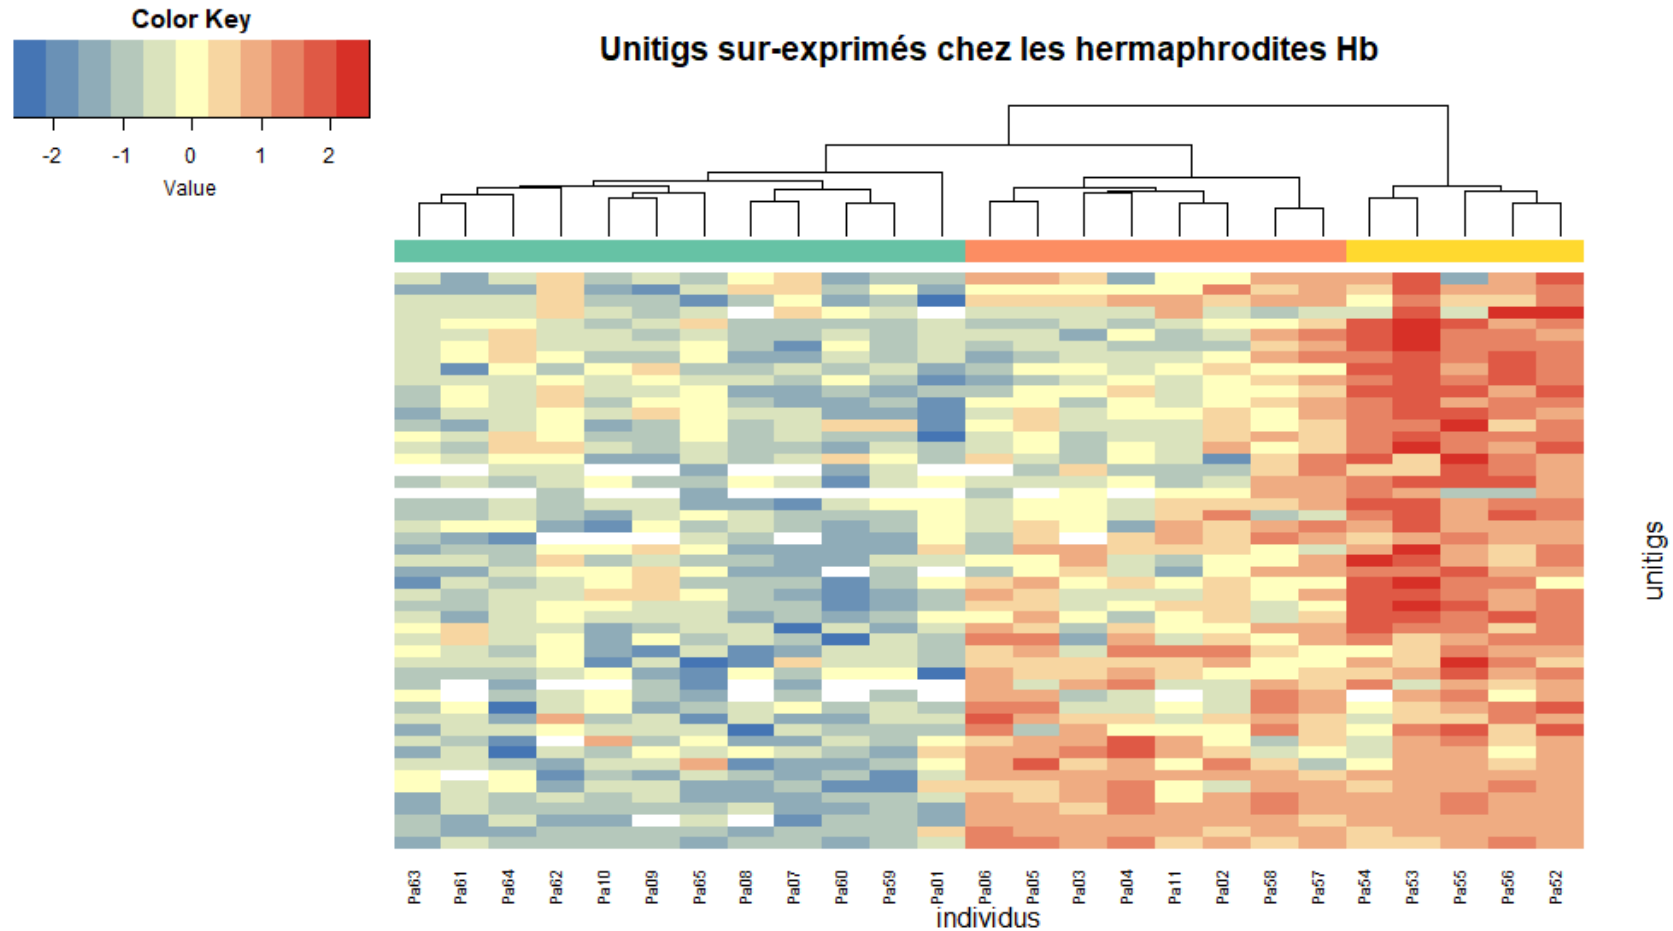 Color Key
-2 -1 0 1 2
Value
Unitigs sur-exprimés chez les hermaphrodites Hb
unitigs
Pa63 Pa61 Pa64 Pa62 Pa10 Pa09 Pa65 Pa08 Pa07 Pa60 Pa59 Pa01 Pa06 Pa05 Pa03 Pa04 Pa11 Pa02 Pa58 Pa57 Pa54 Pa53 Pa55 Pa56 Pa52
individus